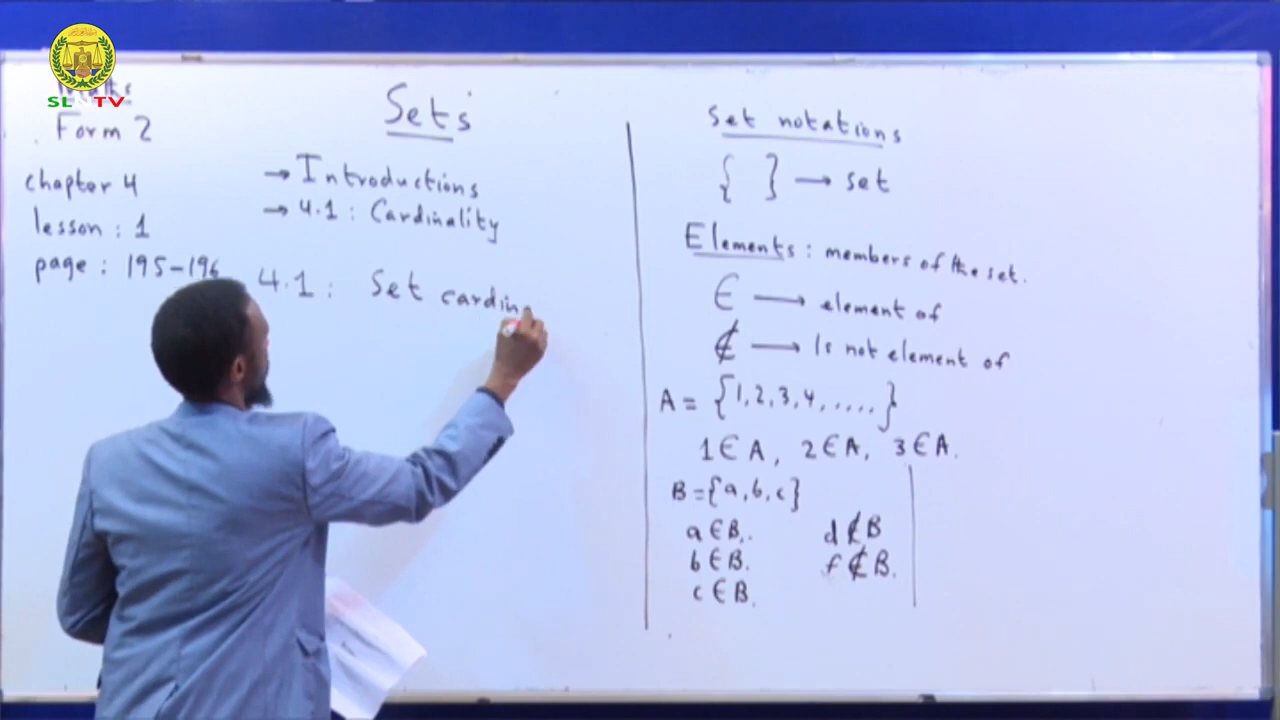 SLNTV
Maths
Form 2
chapter 4
lesson : 1
page : 195-196
Sets
→ Introductions
→ 4.1 : Cardinality
4.1 : Set cardin
Set notations
{ } → set
Elements : members of the set.
∈ → element of
∉ → Is not element of
A = {1,2,3,4,,,,,}
1 ∈ A, 2 ∈ A, 3 ∈ A.
B = {a, b, c}
a ∈ B,. d ∉ B
b ∈ B. f ∉ B.
c ∈ B.